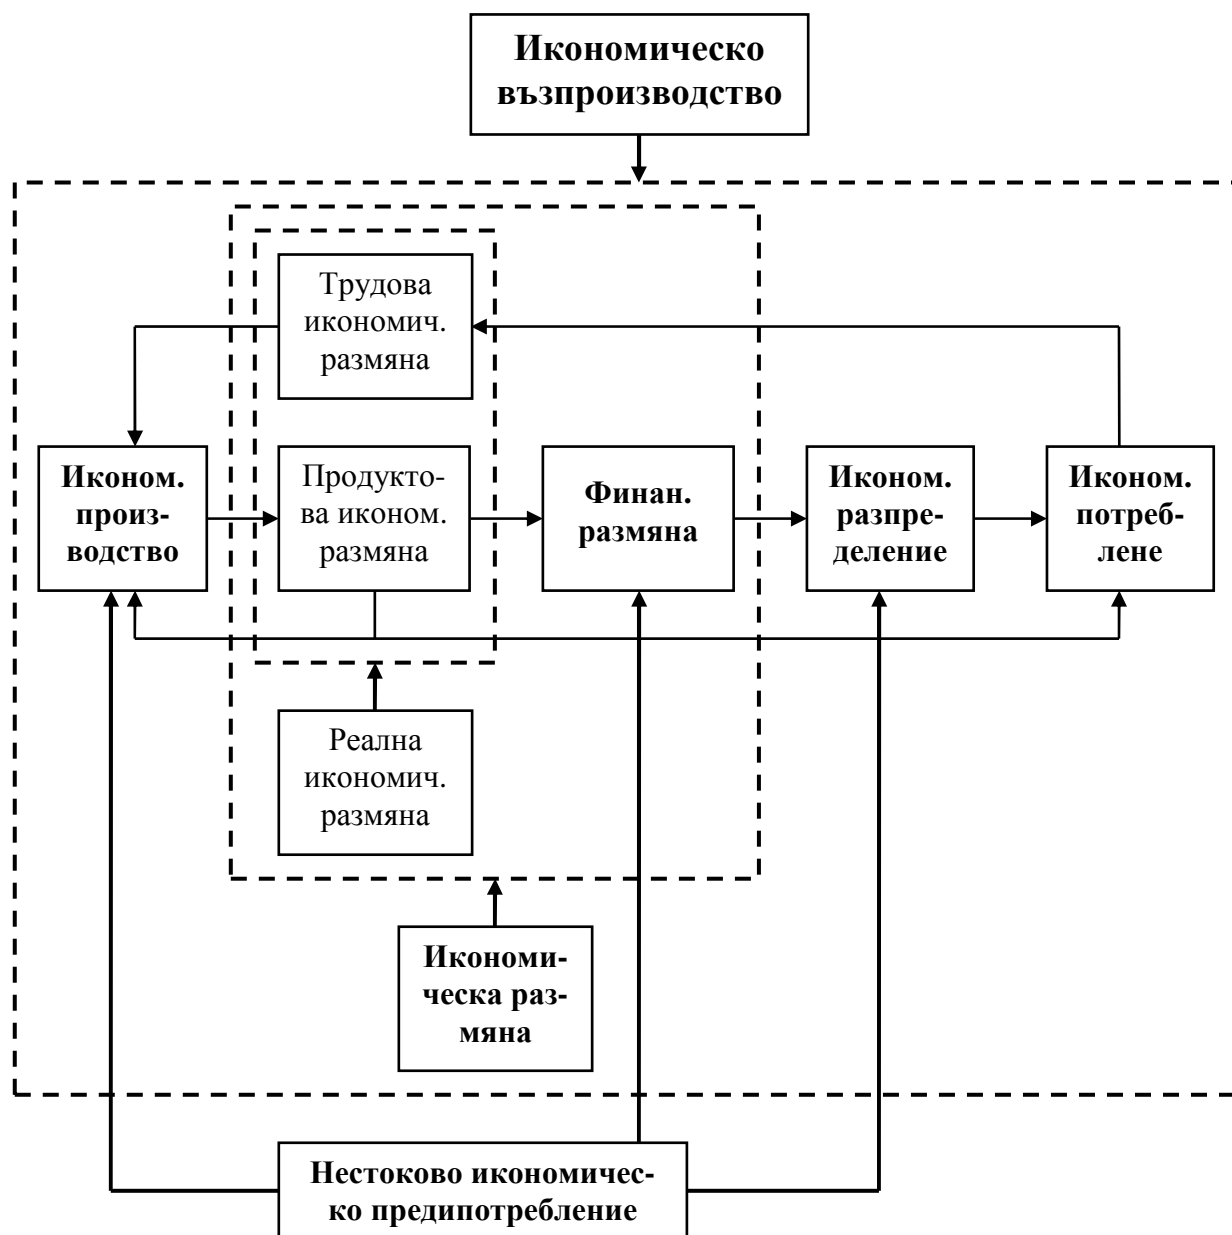 Икономическо
възпроизводство
Трудова
икономич.
размяна
Иконом.
произ-
водство
Продукто-
ва иконом.
размяна
Финан.
размяна
Иконом.
разпре-
деление
Иконом.
потреб-
лене
Реална
икономич.
размяна
Икономи-
ческа раз-
мяна
Нестоково икономичес-
ко предипотребление